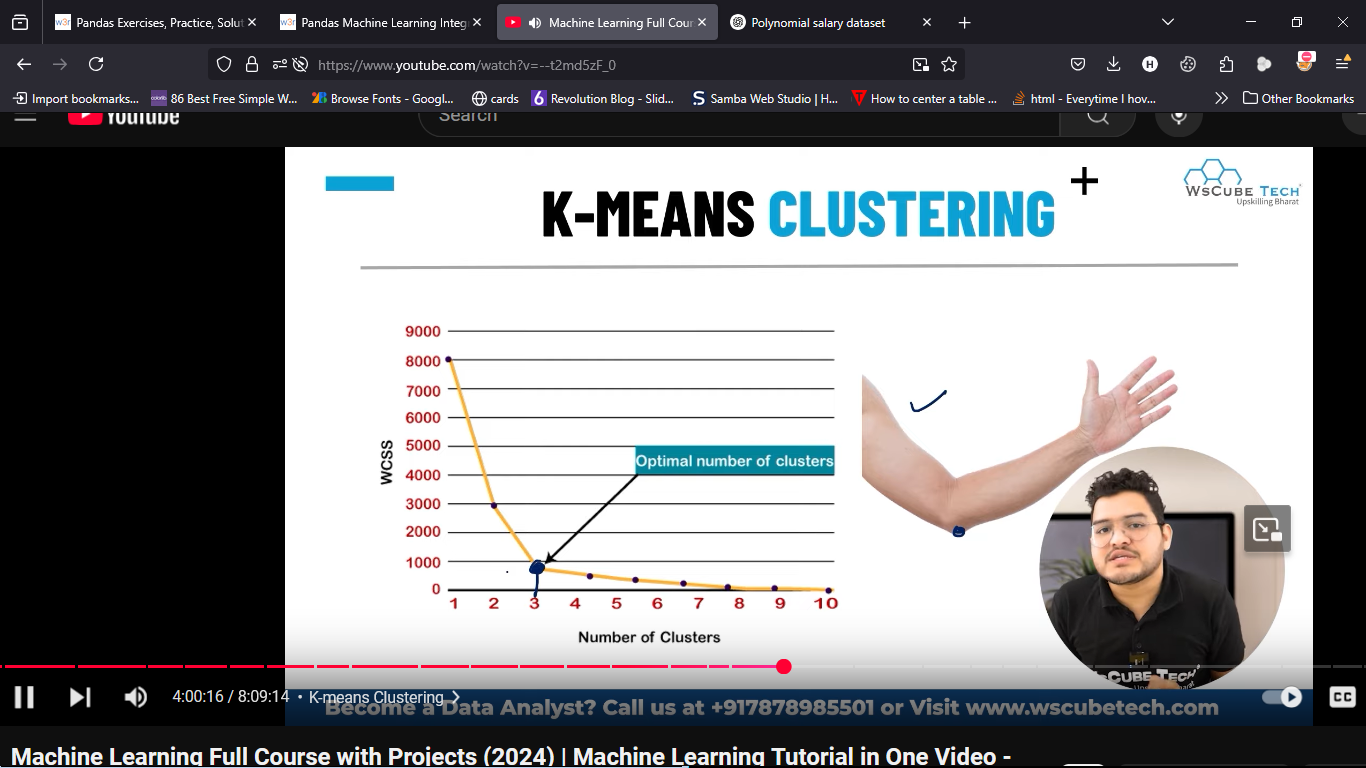 Pandas Exercises, Practice, Solut
Pandas Machine Learning Integ
Machine Learning Full Cour
Polynomial salary dataset
https://www.youtube.com/watch?v=--t2md5zF_0
Import bookmarks...
86 Best Free Simple W...
Browse Fonts - Googl...
cards
Revolution Blog - Slid...
Samba Web Studio | H...
How to center a table ...
html - Everytime I hov...
Other Bookmarks
YouTube
Search
K-MEANS CLUSTERING
WSCUBE TECH
Upskilling Bharat
9000
8000
7000
6000
5000
4000
3000
2000
1000
0
WCSS
Optimal number of clusters
1 2 3 4 5 6 7 8 9 10
Number of Clusters
4:00:16 / 8:09:14 • K-means Clustering
CC
Become a Data Analyst? Call us at +917878985501 or Visit www.wscubetech.com
Machine Learning Full Course with Projects (2024) | Machine Learning Tutorial in One Video -